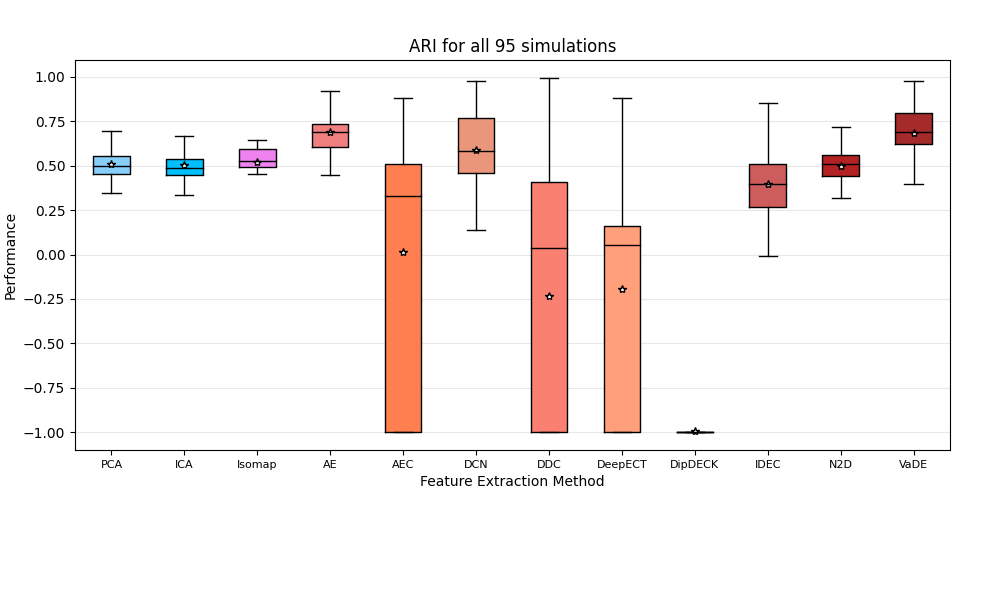 ARI for all 95 simulations
Performance
1.00
0.75
0.50
0.25
0.00
−0.25
−0.50
−0.75
−1.00
PCA ICA Isomap AE AEC DCN DDC DeepECT DipDECK IDEC N2D VaDE
Feature Extraction Method